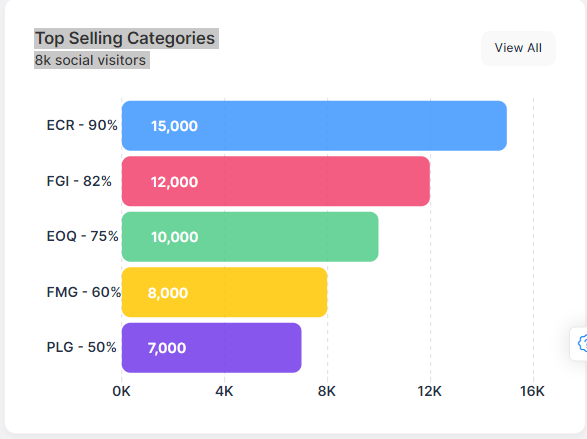 Top Selling Categories
8k social visitors
View All
ECR - 90% 15,000
FGI - 82% 12,000
EOQ - 75% 10,000
FMG - 60% 8,000
PLG - 50% 7,000
0K 4K 8K 12K 16K